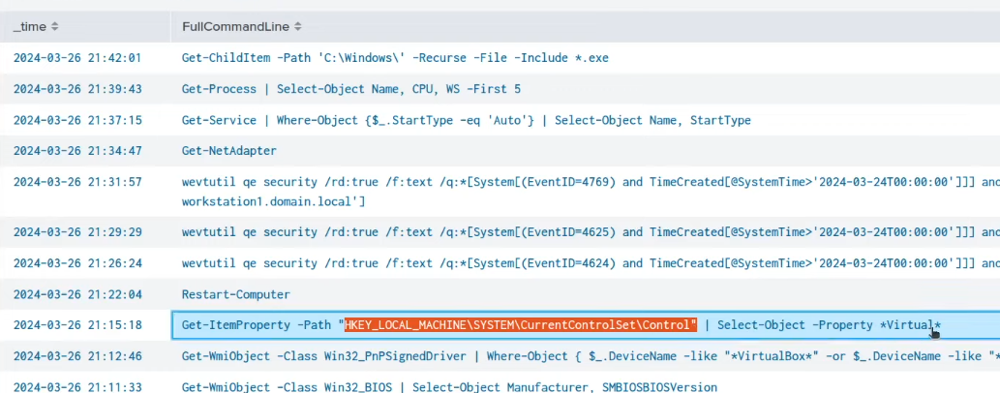 _time FullCommandLine
2024-03-26 21:42:01 Get-ChildItem -Path 'C:\Windows\' -Recurse -File -Include *.exe
2024-03-26 21:39:43 Get-Process | Select-Object Name, CPU, WS -First 5
2024-03-26 21:37:15 Get-Service | Where-Object {$_.StartType -eq 'Auto'} | Select-Object Name, StartType
2024-03-26 21:34:47 Get-NetAdapter
2024-03-26 21:31:57 wevtutil qe security /rd:true /f:text /q:*[System[(EventID=4769) and TimeCreated[@SystemTime>'2024-03-24T00:00:00']]] and
workstation1.domain.local']
2024-03-26 21:29:29 wevtutil qe security /rd:true /f:text /q:*[System[(EventID=4625) and TimeCreated[@SystemTime>'2024-03-24T00:00:00']]] and
2024-03-26 21:26:24 wevtutil qe security /rd:true /f:text /q:*[System[(EventID=4624) and TimeCreated[@SystemTime>'2024-03-24T00:00:00']]] and
2024-03-26 21:22:04 Restart-Computer
2024-03-26 21:15:18 Get-ItemProperty -Path "HKEY_LOCAL_MACHINE\SYSTEM\CurrentControlSet\Control" | Select-Object -Property *Virtual*
2024-03-26 21:12:46 Get-WmiObject -Class Win32_PnPSignedDriver | Where-Object { $_.DeviceName -like "*VirtualBox*" -or $_.DeviceName -like "*
2024-03-26 21:11:33 Get-WmiObject -Class Win32_BIOS | Select-Object Manufacturer, SMBIOSBIOSVersion